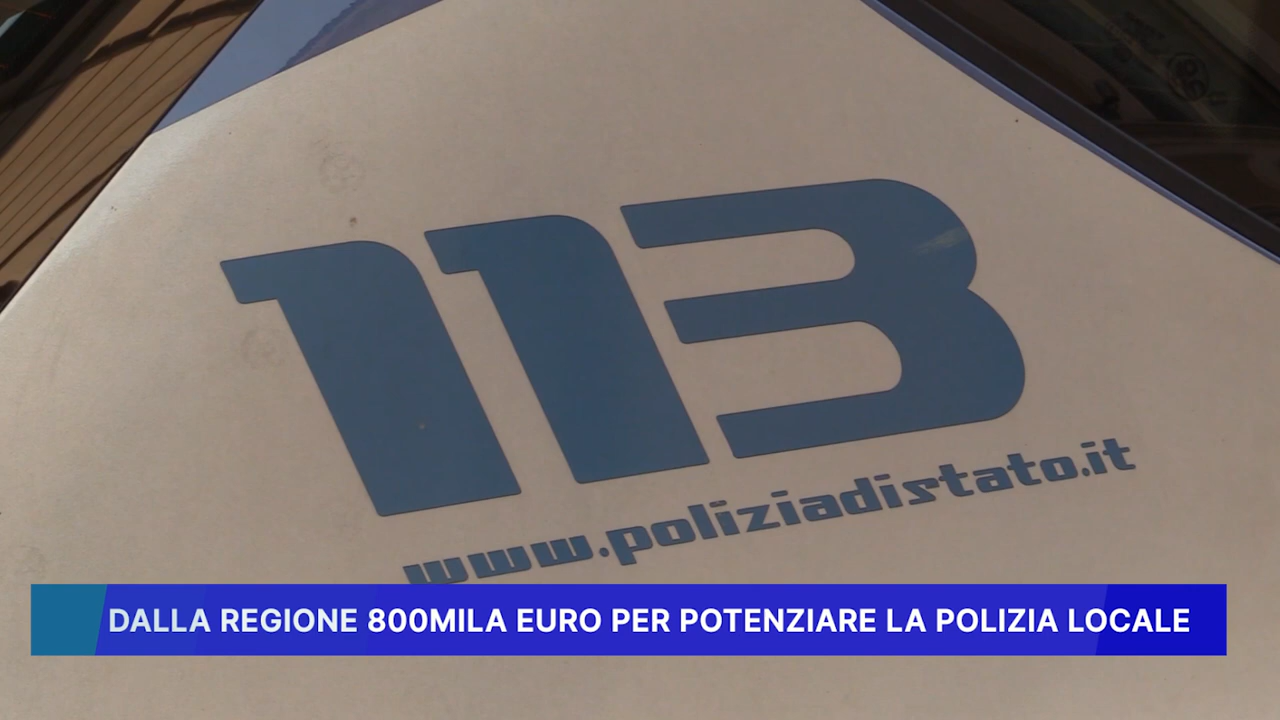 113
www.poliziadistato.it
DALLA REGIONE 800MILA EURO PER POTENZIARE LA POLIZIA LOCALE